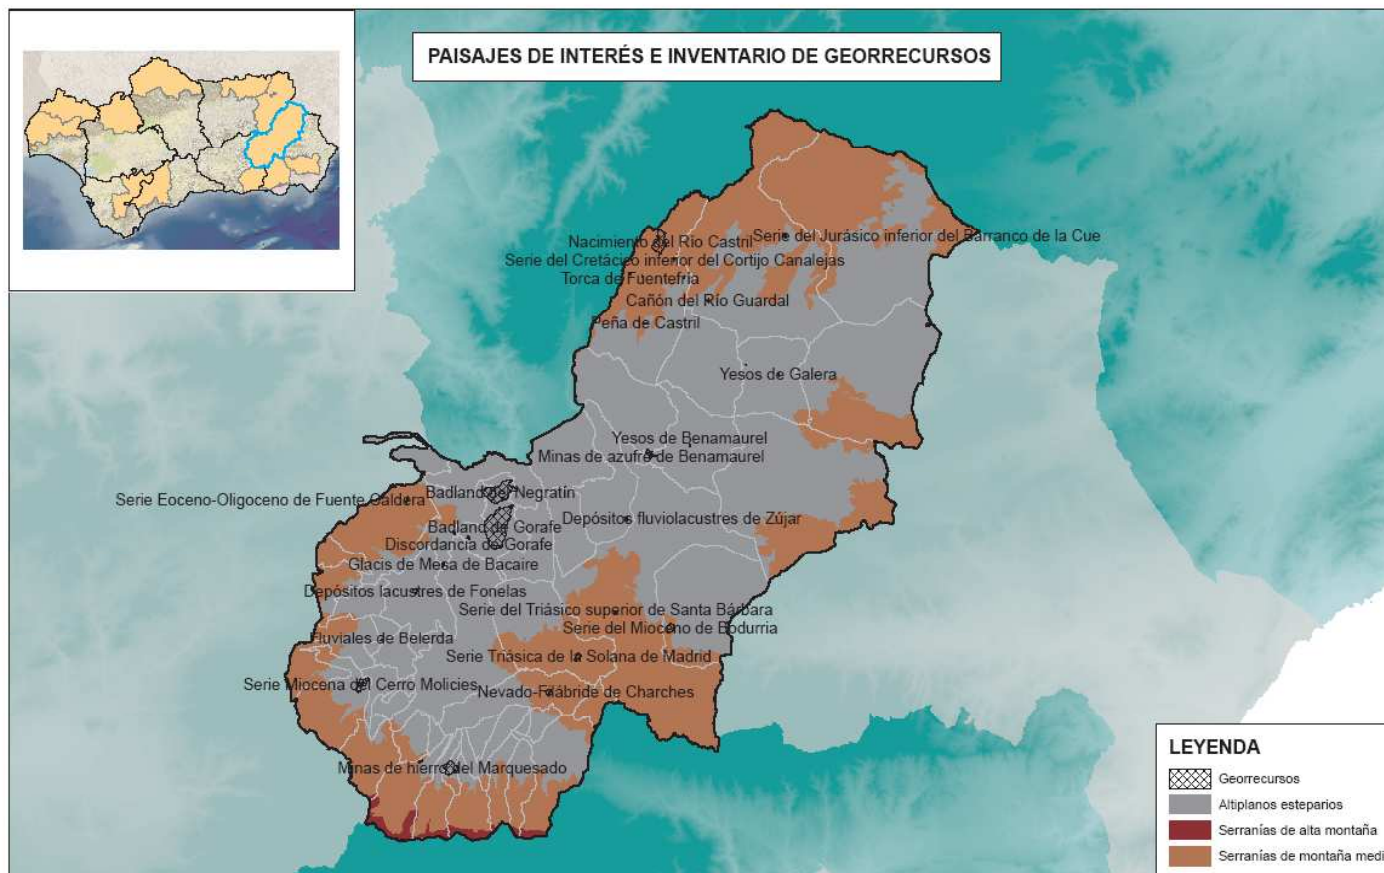 PAISAJES DE INTERÉS E INVENTARIO DE GEORRECURSOS
Nacimiento del Río Castril
Serie del Jurásico inferior del Barranco de la Cue
Serie del Cretácico inferior del Cortijo Canalejas
Torca de Fuentefría
Cañón del Río Guardal
Peña de Castril
Yesos de Galera
Yesos de Benamaurel
Minas de azufre de Benamaurel
Badland del Negratín
Serie Eoceno-Oligoceno de Fuente Caldera
Depósitos fluviolacustres de Zújar
Badland de Gorafe
Discordancia de Gorafe
Glacis de Mesa de Bacaire
Depósitos lacustres de Fonelas
Serie del Triásico superior de Santa Bárbara
Serie del Mioceno de Bodurria
Fluviales de Belerda
Serie Triásica de la Solana de Madrid
Serie Miocena del Cerro Molicies
Nevado-Filábride de Charches
Minas de hierro del Marquesado
LEYENDA
Georrecursos
Altiplanos esteparios
Serranías de alta montaña
Serranías de montaña medi